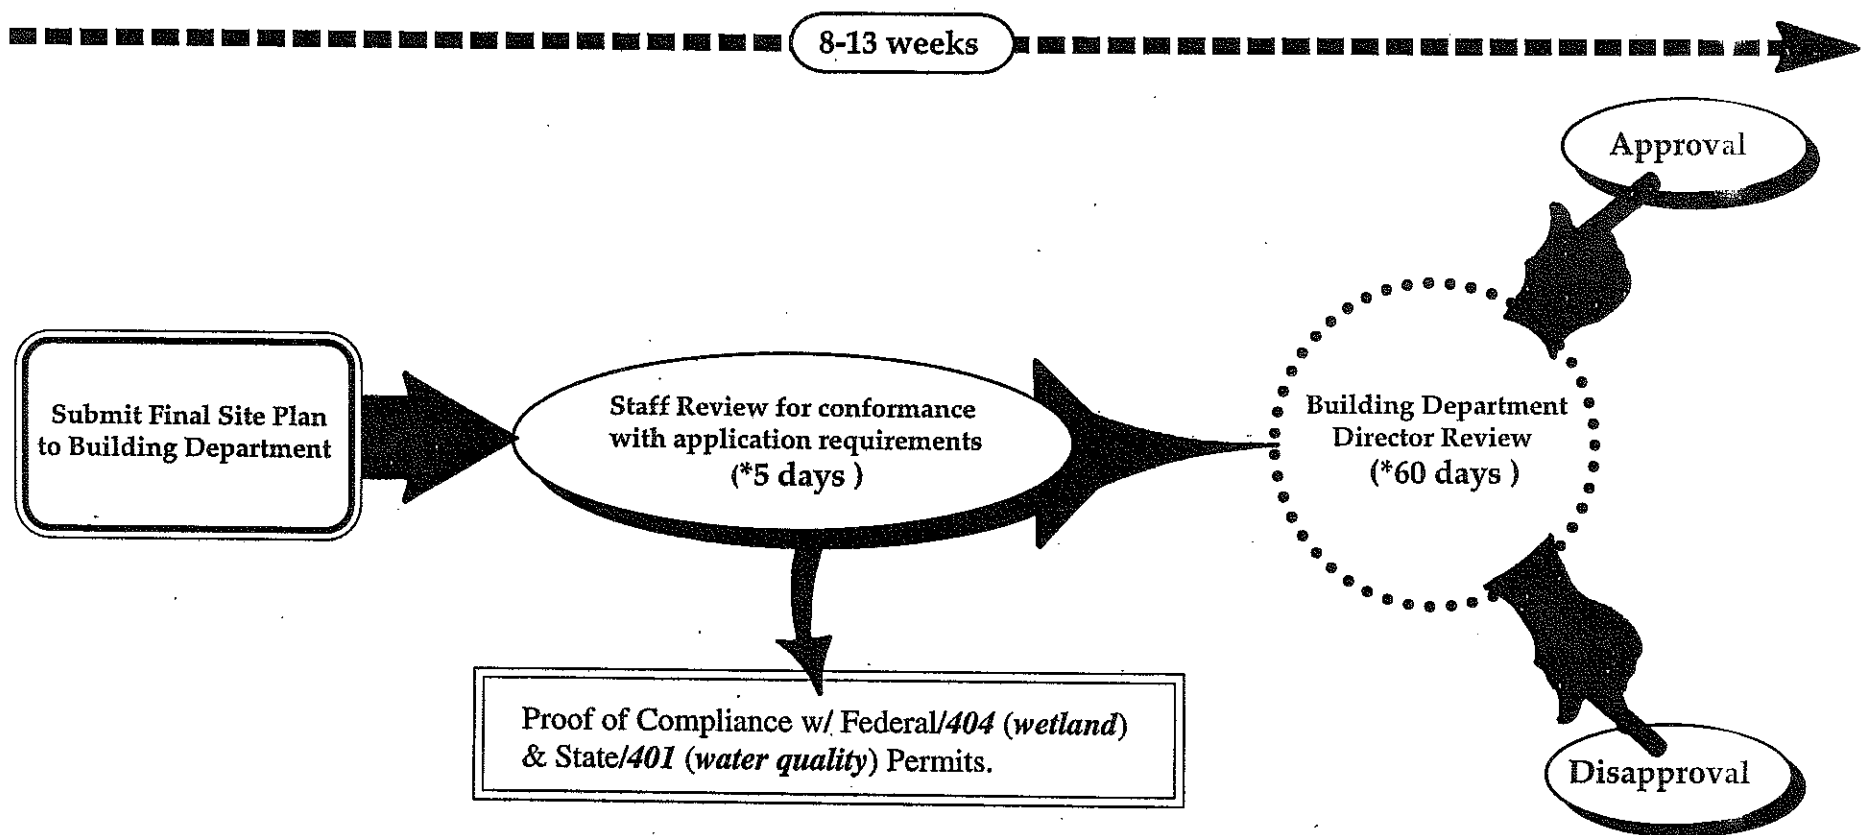 8-13 weeks
Approval
Submit Final Site Plan
to Building Department
Staff Review for conformance
with application requirements
(*5 days )
Building Department
Director Review
(*60 days )
Proof of Compliance w/ Federal/404 (wetland)
& State/401 (water quality) Permits.
Disapproval